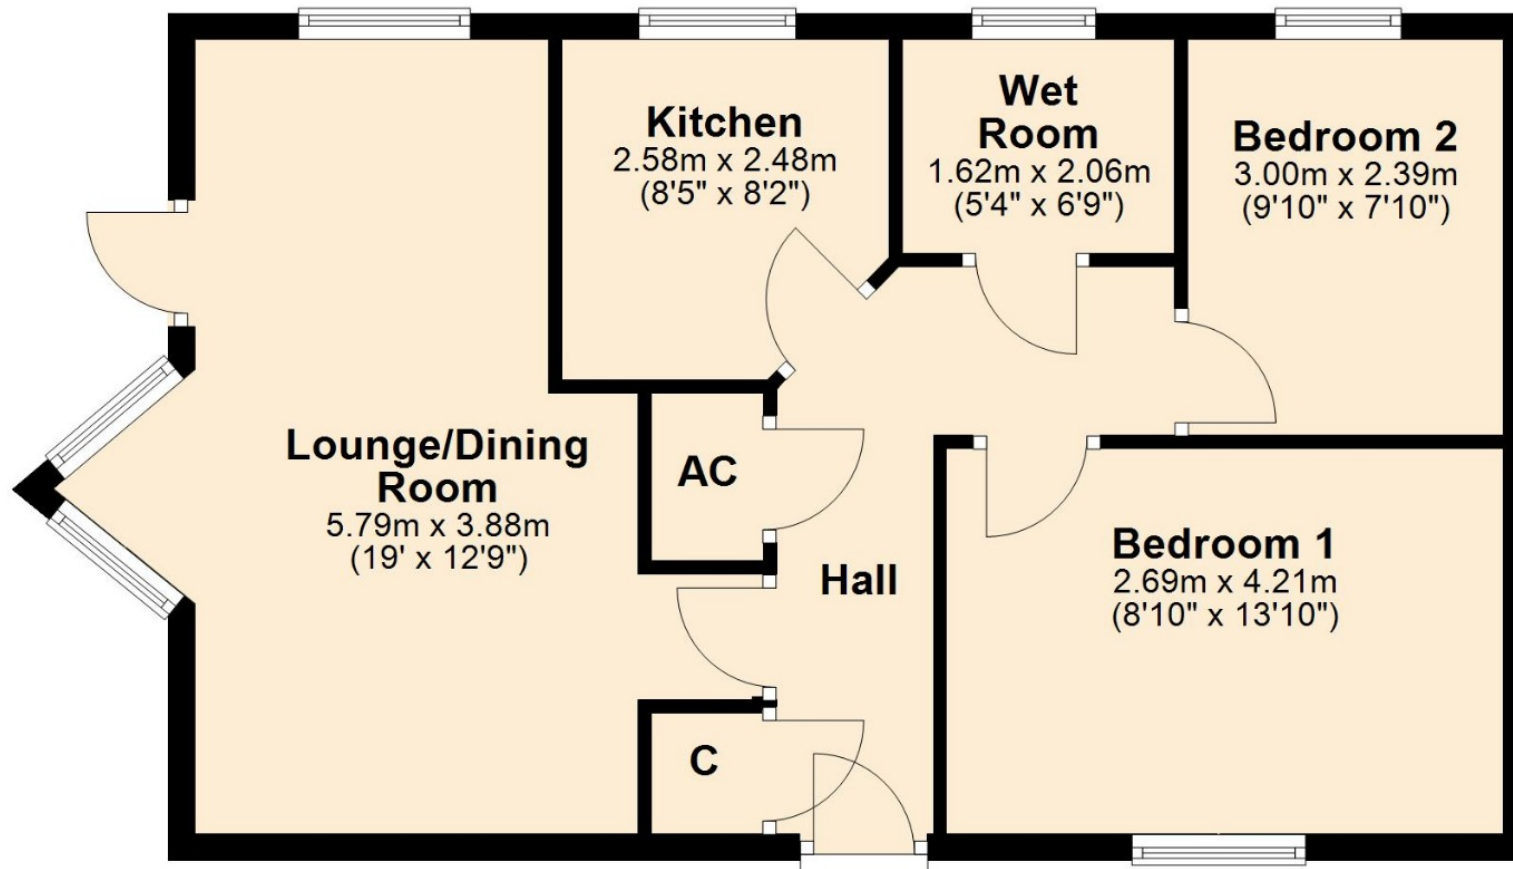 Kitchen
2.58m x 2.48m
(8'5" x 8'2")
Wet
Room
1.62m x 2.06m
(5'4" x 6'9")
Bedroom 2
3.00m x 2.39m
(9'10" x 7'10")
Lounge/Dining
Room
5.79m x 3.88m
(19' x 12'9")
AC
Hall
Bedroom 1
2.69m x 4.21m
(8'10" x 13'10")
C